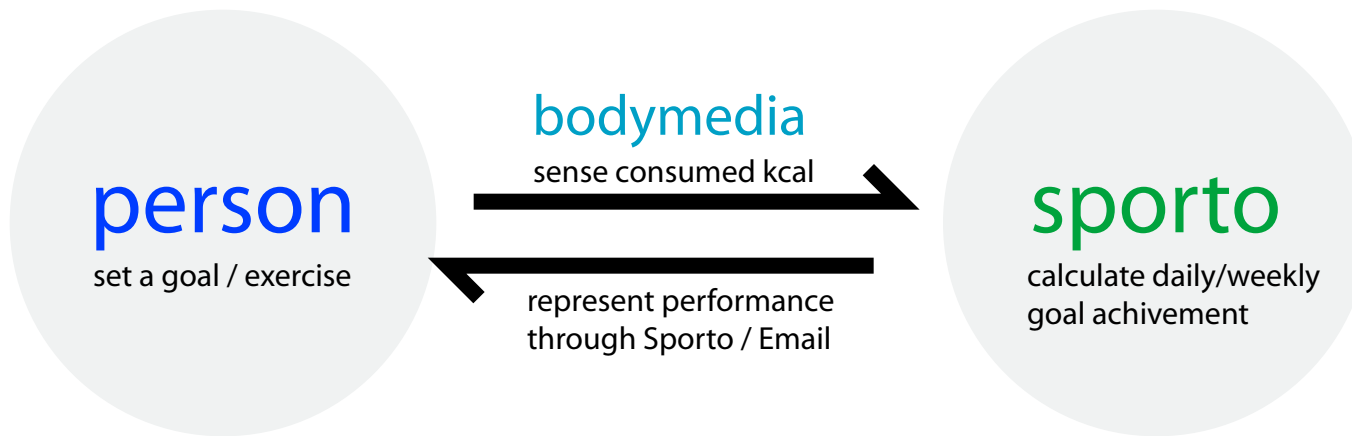 person
set a goal / exercise
bodymedia
sense consumed kcal
represent performance
through Sporto / Email
sporto
calculate daily/weekly
goal achivement